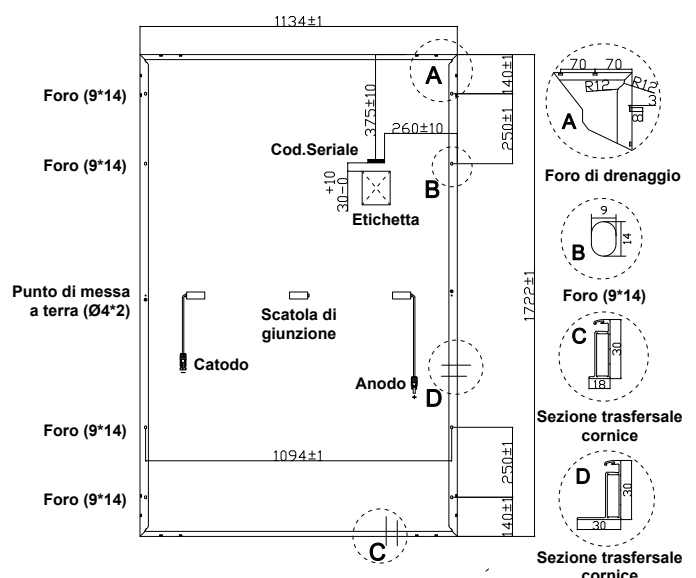 1134±1
A
140±1
250±1
375±10
260±10
Foro (9*14)
Foro (9*14)
Cod.Seriale
+10
30-0
B
Etichetta
Punto di messa
a terra (Ø4*2)
Scatola di
giunzione
1722±1
Catodo
Anodo
D
Foro (9*14)
1094±1
250±1
Foro (9*14)
140±1
C
70
70
R12
R12
3
8
A
Foro di drenaggio
9
14
B
Foro (9*14)
C
30
18
Sezione trasfersale
cornice
D
30
30
Sezione trasfersale
cornice